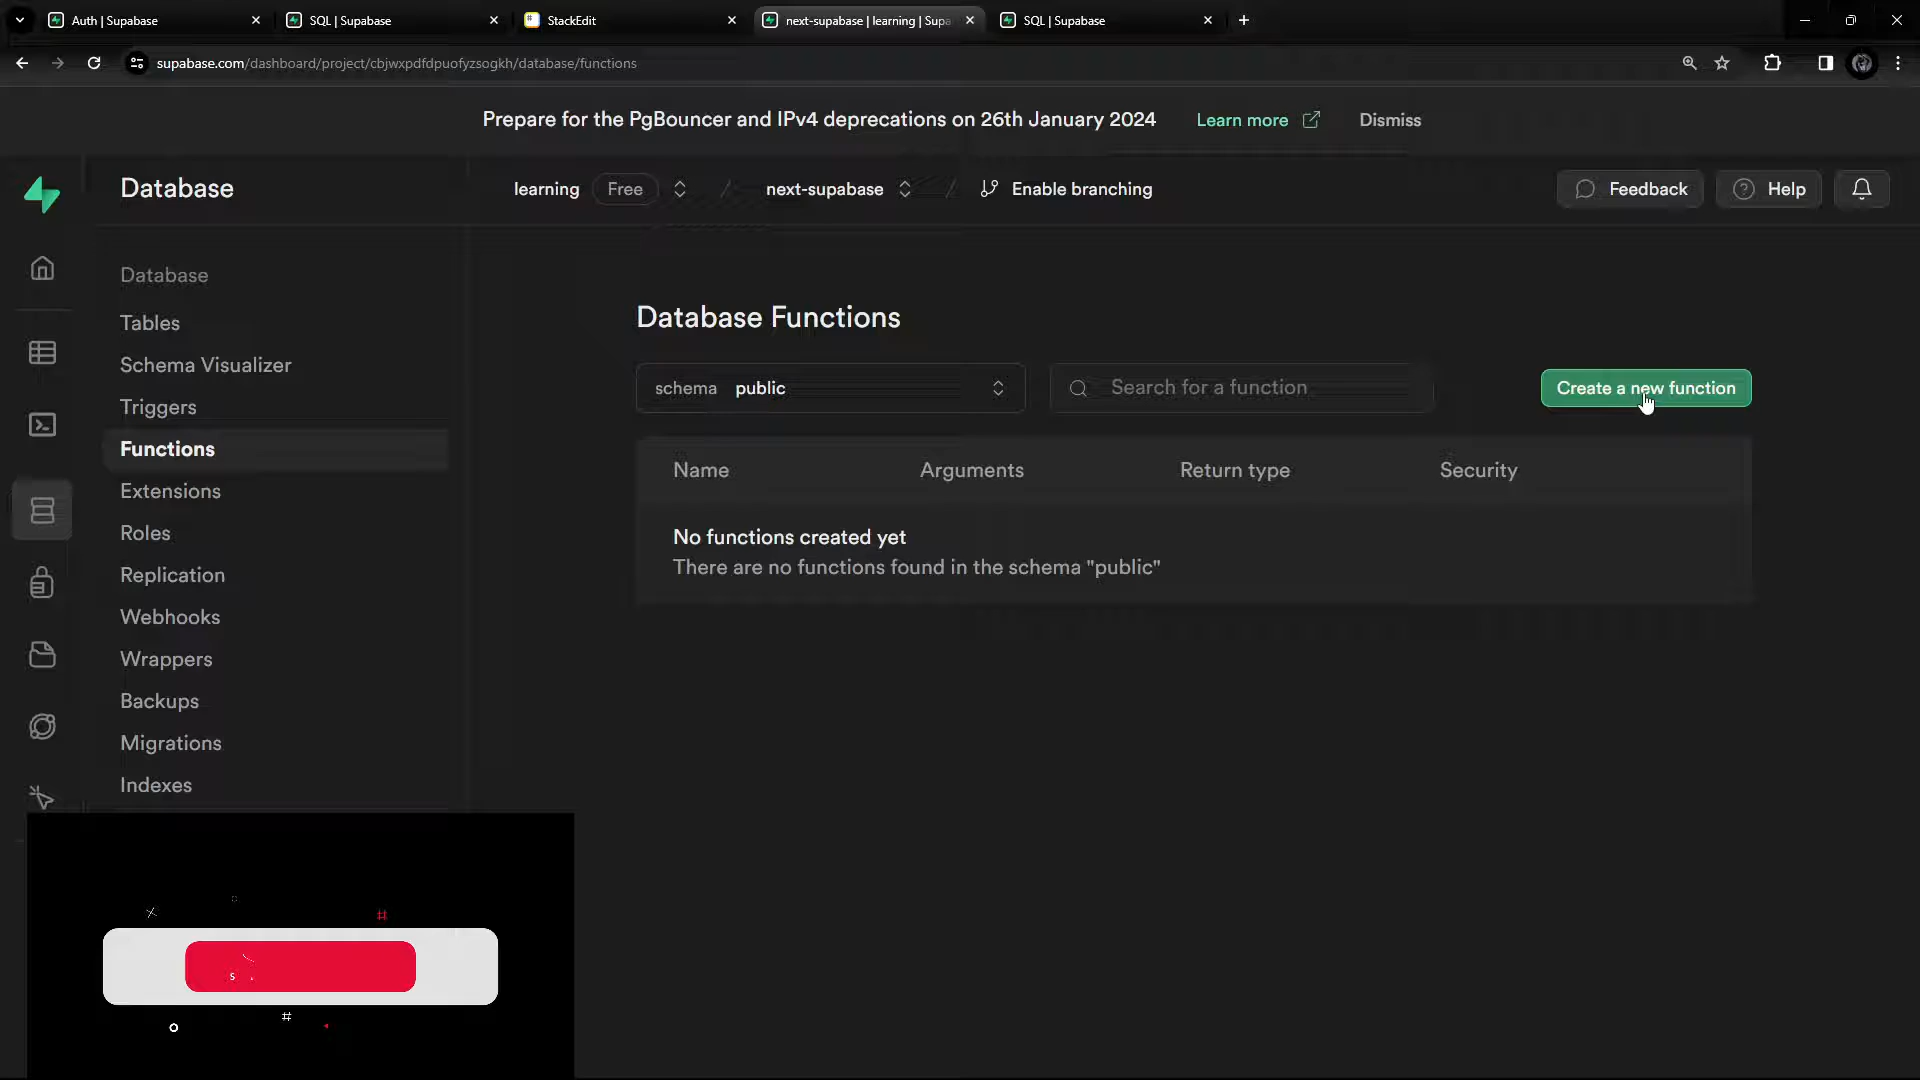 Auth | Supabase
SQL | Supabase
StackEdit
next-supabase | learning | Supa
SQL | Supabase
supabase.com/dashboard/project/cbjwxpdfdpuofyzsogkh/database/functions
Prepare for the PgBouncer and IPv4 deprecations on 26th January 2024
Learn more
Dismiss
Database
learning
Free
/
next-supabase
/
Enable branching
Feedback
Help
Database
Tables
Schema Visualizer
Triggers
Functions
Extensions
Roles
Replication
Webhooks
Wrappers
Backups
Migrations
Indexes
Database Functions
schema public
Search for a function
Create a new function
Name
Arguments
Return type
Security
No functions created yet
There are no functions found in the schema "public"